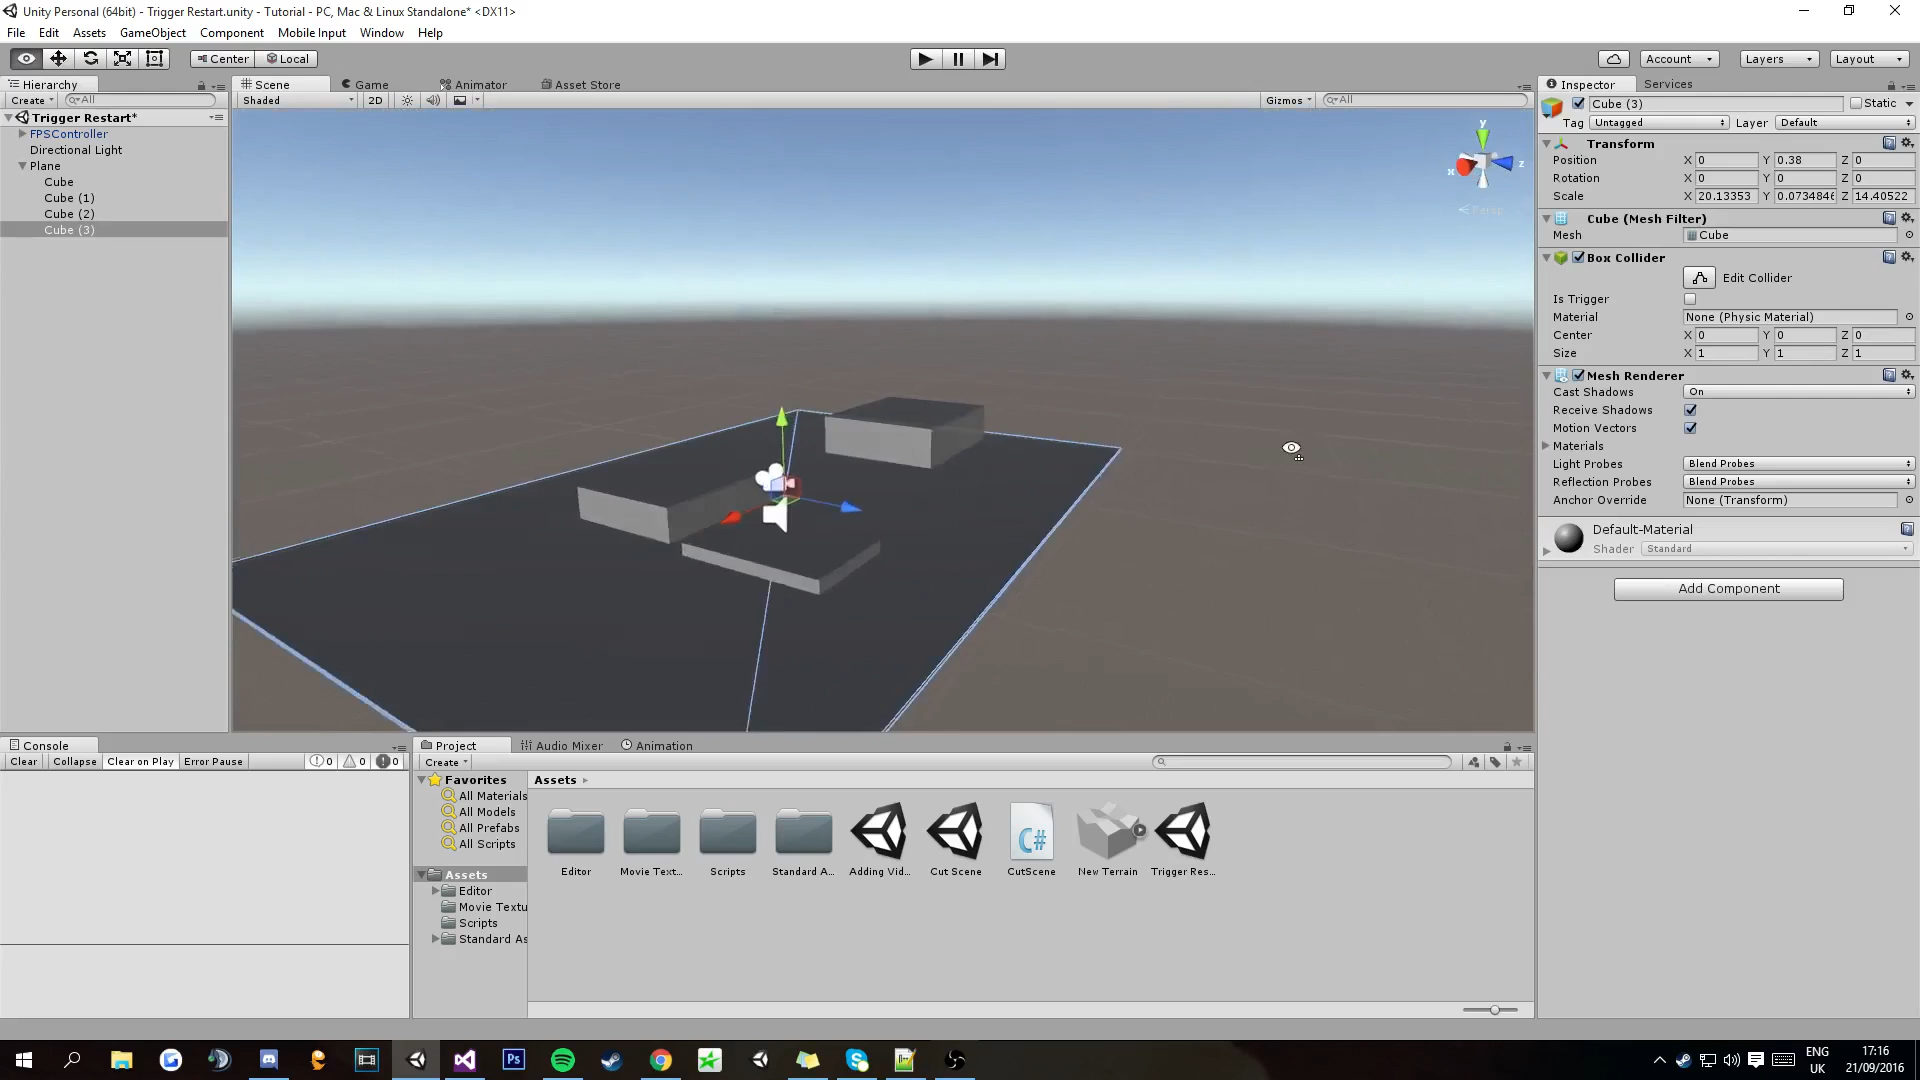 Unity Personal (64bit) - Trigger Restart.unity - Tutorial - PC, Mac & Linux Standalone* <DX11>
File Edit Assets GameObject Component Mobile Input Window Help
Center Local
Account Layers Layout
Hierarchy
Create All
Trigger Restart*
FPSController
Directional Light
Plane
Cube
Cube (1)
Cube (2)
Cube (3)
Scene Game Animator Asset Store
Shaded 2D Gizmos All
y
x
z
Persp
Inspector Services
Cube (3) Static
Tag Untagged Layer Default
Transform
Position X 0 Y 0.38 Z 0
Rotation X 0 Y 0 Z 0
Scale X 20.13353 Y 0.0734846 Z 14.40522
Cube (Mesh Filter)
Mesh Cube
Box Collider
Edit Collider
Is Trigger
Material None (Physic Material)
Center X 0 Y 0 Z 0
Size X 1 Y 1 Z 1
Mesh Renderer
Cast Shadows On
Receive Shadows
Motion Vectors
Materials
Light Probes Blend Probes
Reflection Probes Blend Probes
Anchor Override None (Transform)
Default-Material
Shader Standard
Add Component
Console
Clear Collapse Clear on Play Error Pause 0 0 0
Project Audio Mixer Animation
Create
Favorites
All Materials
All Models
All Prefabs
All Scripts
Assets
Editor
Movie Textu
Scripts
Standard As
Assets
C#
Editor Movie Text... Scripts Standard A... Adding Vid... Cut Scene CutScene New Terrain Trigger Res...
Ps
ENG
UK
17:16
21/09/2016